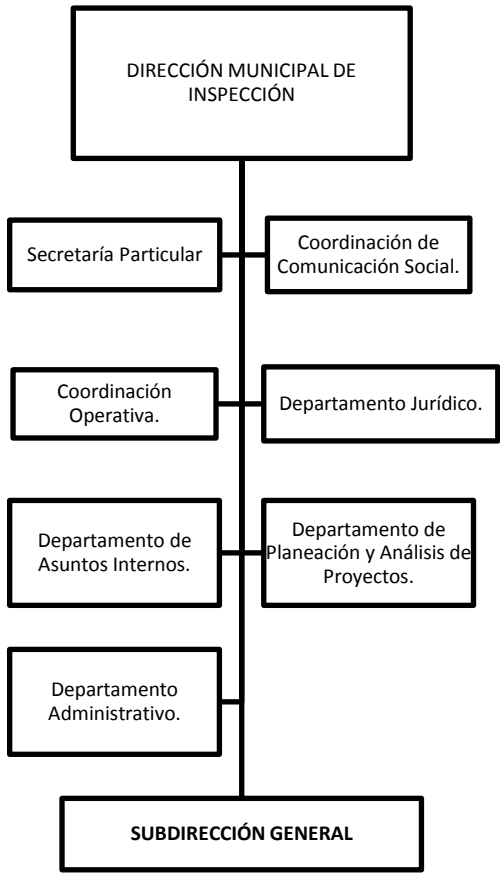 DIRECCIÓN MUNICIPAL DE
INSPECCIÓN
Secretaría Particular
Coordinación de
Comunicación Social.
Coordinación
Operativa.
Departamento Jurídico.
Departamento de
Asuntos Internos.
Departamento de
Planeación y Análisis de
Proyectos.
Departamento
Administrativo.
SUBDIRECCIÓN GENERAL